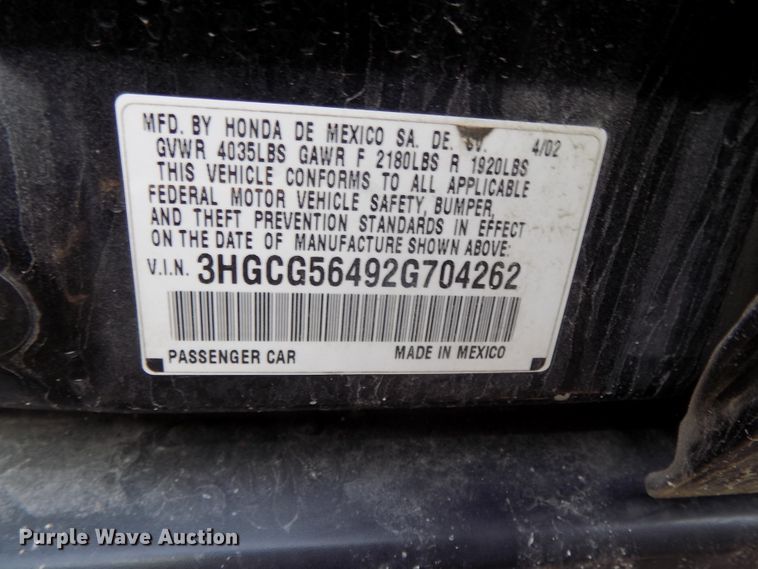 MFD. BY HONDA DE MEXICO SA. DE. CV. 4/02
GVWR 4035LBS GAWR F 2180LBS R 1920LBS
THIS VEHICLE CONFORMS TO ALL APPLICABLE
FEDERAL MOTOR VEHICLE SAFETY, BUMPER,
AND THEFT PREVENTION STANDARDS IN EFFECT
ON THE DATE OF MANUFACTURE SHOWN ABOVE:
V.I.N. 3HGCG56492G704262
PASSENGER CAR MADE IN MEXICO
Purple Wave Auction